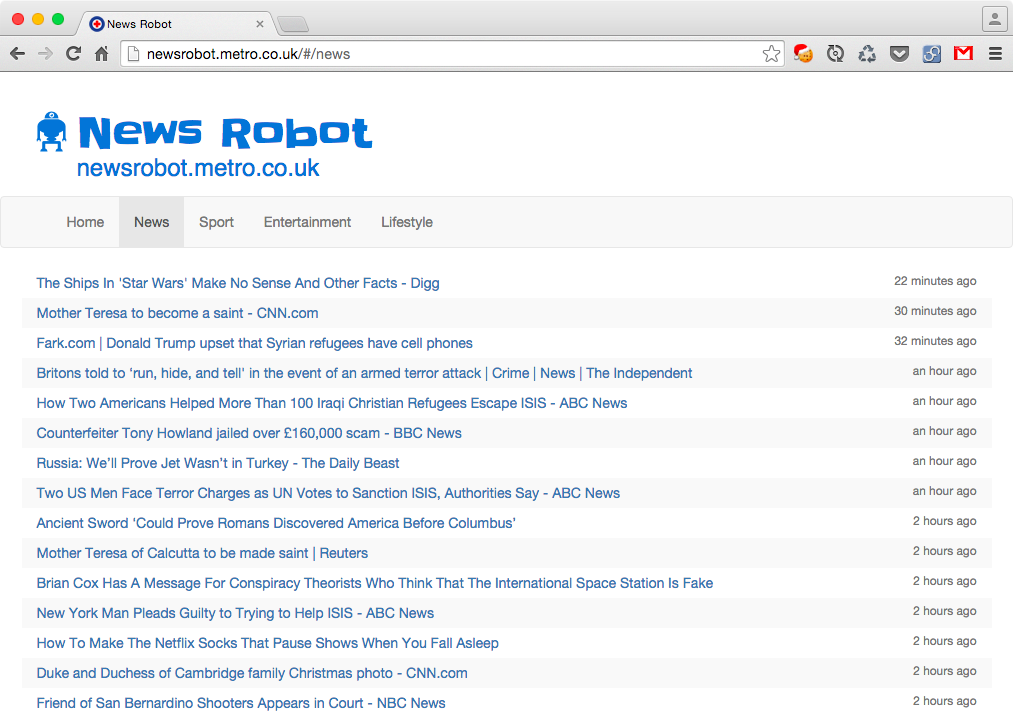 News Robot
newsrobot.metro.co.uk/#/news
News Robot
newsrobot.metro.co.uk
Home News Sport Entertainment Lifestyle
The Ships In 'Star Wars' Make No Sense And Other Facts - Digg 22 minutes ago
Mother Teresa to become a saint - CNN.com 30 minutes ago
Fark.com | Donald Trump upset that Syrian refugees have cell phones 32 minutes ago
Britons told to ‘run, hide, and tell' in the event of an armed terror attack | Crime | News | The Independent an hour ago
How Two Americans Helped More Than 100 Iraqi Christian Refugees Escape ISIS - ABC News an hour ago
Counterfeiter Tony Howland jailed over £160,000 scam - BBC News an hour ago
Russia: We’ll Prove Jet Wasn’t in Turkey - The Daily Beast an hour ago
Two US Men Face Terror Charges as UN Votes to Sanction ISIS, Authorities Say - ABC News an hour ago
Ancient Sword ‘Could Prove Romans Discovered America Before Columbus’ 2 hours ago
Mother Teresa of Calcutta to be made saint | Reuters 2 hours ago
Brian Cox Has A Message For Conspiracy Theorists Who Think That The International Space Station Is Fake 2 hours ago
New York Man Pleads Guilty to Trying to Help ISIS - ABC News 2 hours ago
How To Make The Netflix Socks That Pause Shows When You Fall Asleep 2 hours ago
Duke and Duchess of Cambridge family Christmas photo - CNN.com 2 hours ago
Friend of San Bernardino Shooters Appears in Court - NBC News 2 hours ago